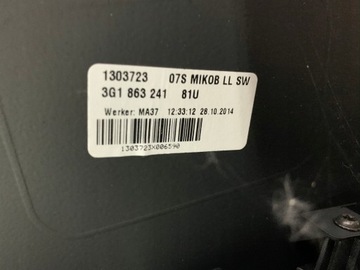 1303723 07S MIKOB LL SW
3G1 863 241 81U
Werker: MA37 12:33:12 28.10.2014
1303723X006590